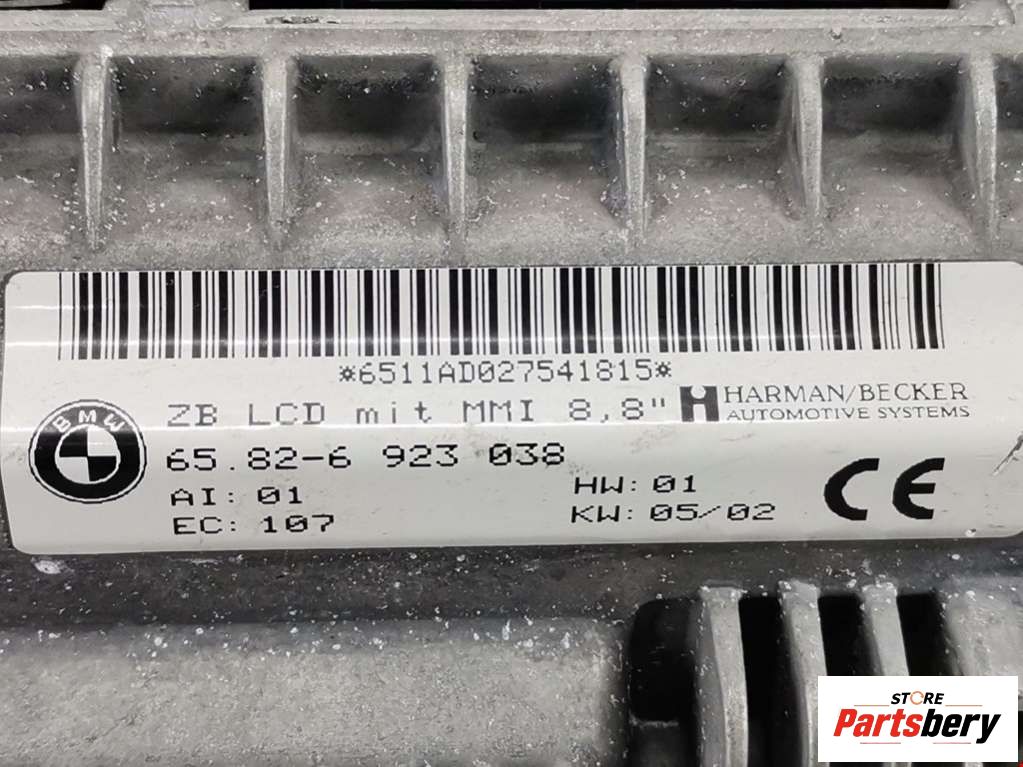 *6511AD027541815*
ZB LCD mit MMI 8,8"
HARMAN/BECKER
AUTOMOTIVE SYSTEMS
BMW
65.82-6 923 038
AI: 01
HW: 01
EC: 107
KW: 05/02
CE
STORE
Partsbery